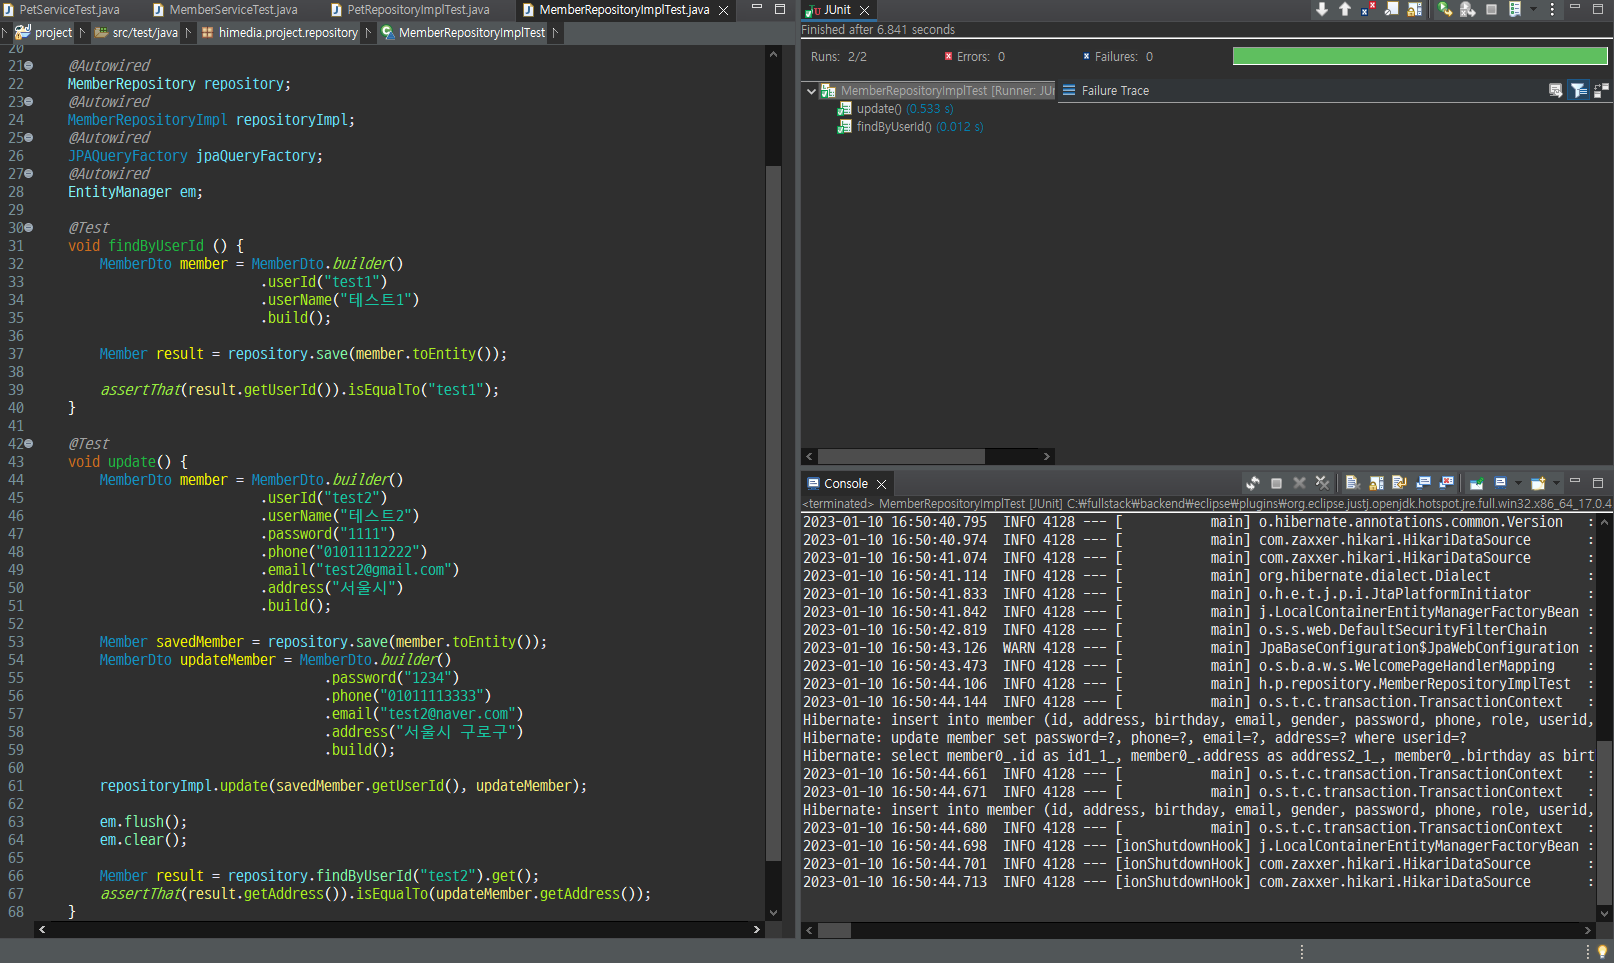 PetServiceTest.java MemberServiceTest.java PetRepositoryImplTest.java MemberRepositoryImplTest.java
project src/test/java himedia.project.repository MemberRepositoryImplTest
20
21 @Autowired
22 MemberRepository repository;
23 @Autowired
24 MemberRepositoryImpl repositoryImpl;
25 @Autowired
26 JPAQueryFactory jpaQueryFactory;
27 @Autowired
28 EntityManager em;
29
30 @Test
31 void findByUserId () {
32 MemberDto member = MemberDto.builder()
33 .userId("test1")
34 .userName("테스트1")
35 .build();
36
37 Member result = repository.save(member.toEntity());
38
39 assertThat(result.getUserId()).isEqualTo("test1");
40 }
41
42 @Test
43 void update() {
44 MemberDto member = MemberDto.builder()
45 .userId("test2")
46 .userName("테스트2")
47 .password("1111")
48 .phone("01011112222")
49 .email("test2@gmail.com")
50 .address("서울시")
51 .build();
52
53 Member savedMember = repository.save(member.toEntity());
54 MemberDto updateMember = MemberDto.builder()
55 .password("1234")
56 .phone("01011113333")
57 .email("test2@naver.com")
58 .address("서울시 구로구")
59 .build();
60
61 repositoryImpl.update(savedMember.getUserId(), updateMember);
62
63 em.flush();
64 em.clear();
65
66 Member result = repository.findByUserId("test2").get();
67 assertThat(result.getAddress()).isEqualTo(updateMember.getAddress());
68 }
JUnit
Finished after 6.841 seconds
Runs: 2/2 Errors: 0 Failures: 0
MemberRepositoryImplTest [Runner: JU Failure Trace
update() (0.533 s)
findByUserId() (0.012 s)
Console
<terminated> MemberRepositoryImplTest [JUnit] C:₩fullstack₩backend₩eclipse₩plugins₩org.eclipse.justj.openjdk.hotspot.jre.full.win32.x86_64_17.0.4
2023-01-10 16:50:40.795 INFO 4128 --- [ main] o.hibernate.annotations.common.Version :
2023-01-10 16:50:40.974 INFO 4128 --- [ main] com.zaxxer.hikari.HikariDataSource :
2023-01-10 16:50:41.074 INFO 4128 --- [ main] com.zaxxer.hikari.HikariDataSource :
2023-01-10 16:50:41.114 INFO 4128 --- [ main] org.hibernate.dialect.Dialect :
2023-01-10 16:50:41.833 INFO 4128 --- [ main] o.h.e.t.j.p.i.JtaPlatformInitiator :
2023-01-10 16:50:41.842 INFO 4128 --- [ main] j.LocalContainerEntityManagerFactoryBean :
2023-01-10 16:50:42.819 INFO 4128 --- [ main] o.s.s.web.DefaultSecurityFilterChain :
2023-01-10 16:50:43.126 WARN 4128 --- [ main] JpaBaseConfiguration$JpaWebConfiguration :
2023-01-10 16:50:43.473 INFO 4128 --- [ main] o.s.b.a.w.s.WelcomePageHandlerMapping :
2023-01-10 16:50:44.106 INFO 4128 --- [ main] h.p.repository.MemberRepositoryImplTest :
2023-01-10 16:50:44.144 INFO 4128 --- [ main] o.s.t.c.transaction.TransactionContext :
Hibernate: insert into member (id, address, birthday, email, gender, password, phone, role, userid,
Hibernate: update member set password=?, phone=?, email=?, address=? where userid=?
Hibernate: select member0_.id as id1_1_, member0_.address as address2_1_, member0_.birthday as birt
2023-01-10 16:50:44.661 INFO 4128 --- [ main] o.s.t.c.transaction.TransactionContext :
2023-01-10 16:50:44.671 INFO 4128 --- [ main] o.s.t.c.transaction.TransactionContext :
Hibernate: insert into member (id, address, birthday, email, gender, password, phone, role, userid,
2023-01-10 16:50:44.680 INFO 4128 --- [ main] o.s.t.c.transaction.TransactionContext :
2023-01-10 16:50:44.698 INFO 4128 --- [ionShutdownHook] j.LocalContainerEntityManagerFactoryBean :
2023-01-10 16:50:44.701 INFO 4128 --- [ionShutdownHook] com.zaxxer.hikari.HikariDataSource :
2023-01-10 16:50:44.713 INFO 4128 --- [ionShutdownHook] com.zaxxer.hikari.HikariDataSource :